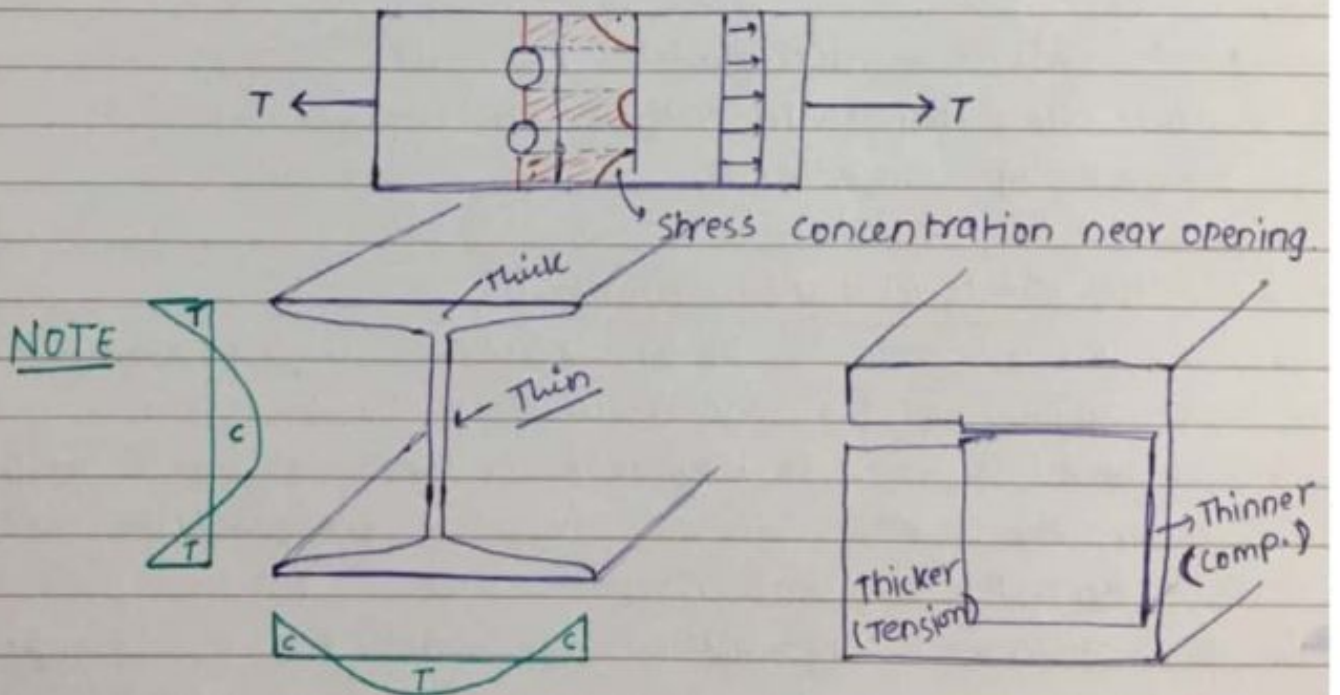 T T
stress concentration near opening.
Thick
NOTE
T
C
T
Thin
Thinner
(comp.)
Thicker
(Tension)
C C
T